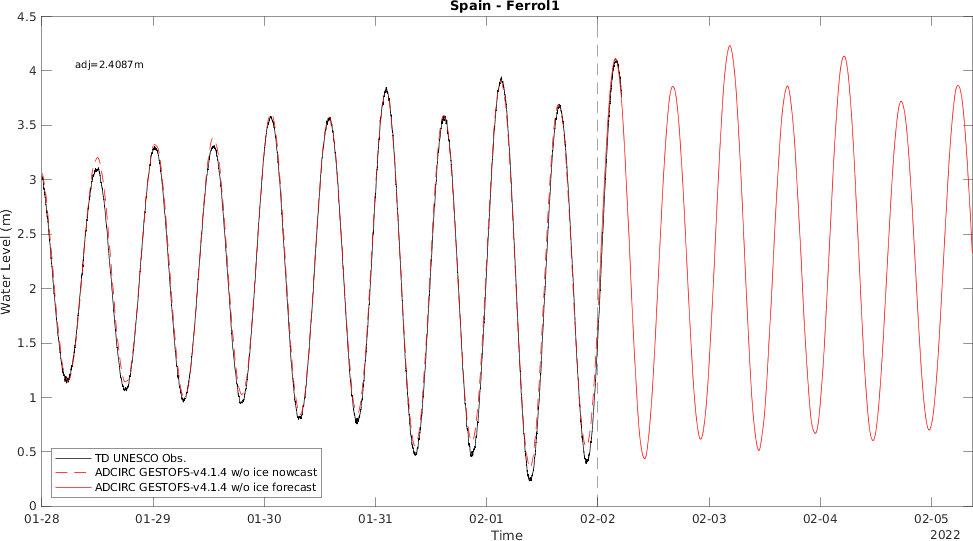 Spain - Ferrol1
adj=2.4087m
4.5
4
3.5
3
2.5
2
1.5
1
0.5
0
Water Level (m)
TD UNESCO Obs.
ADCIRC GESTOFS-v4.1.4 w/o ice nowcast
ADCIRC GESTOFS-v4.1.4 w/o ice forecast
01-28 01-29 01-30 01-31 02-01 02-02 02-03 02-04 02-05
Time
2022